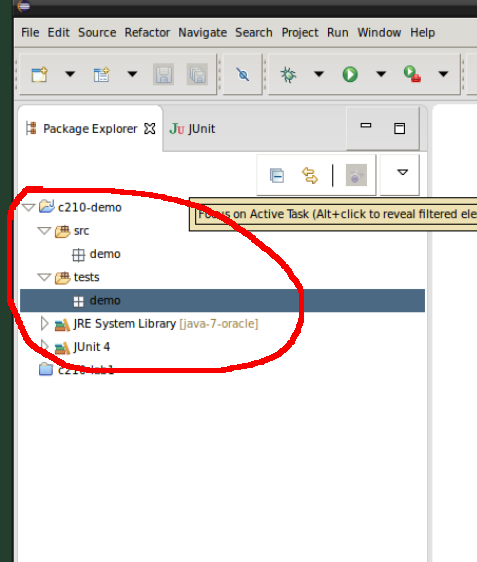 File Edit Source Refactor Navigate Search Project Run Window Help
Package Explorer JU JUnit
Focus on Active Task (Alt+click to reveal filtered ele
c210-demo
src
demo
tests
demo
JRE System Library [java-7-oracle]
JUnit 4
c210-lab1